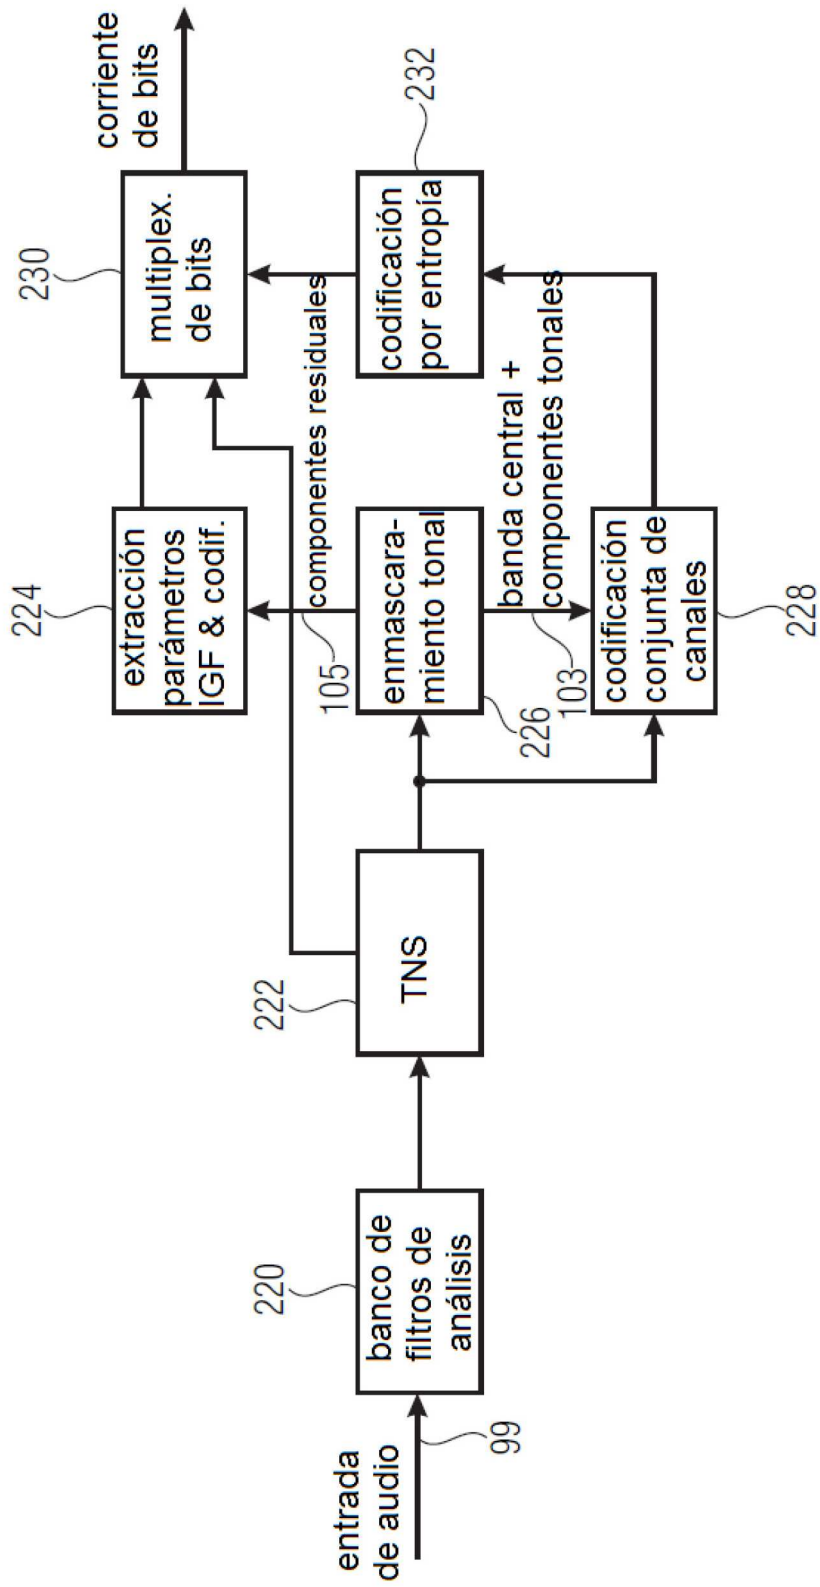 entrada
de audio
99
220
banco de
filtros de
análisis
222
TNS
224
extracción
parámetros
IGF & codif.
105
componentes residuales
enmascara-
miento tonal
226
103
banda central +
componentes tonales
codificación
conjunta de
canales
228
230
multiplex.
de bits
codificación
por entropía
232
corriente
de bits